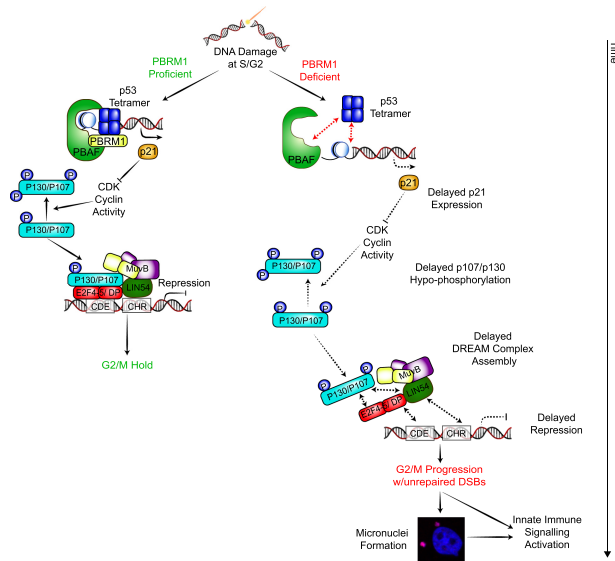 DNA Damage
at S/G2
Time
PBRM1
Proficient
PBRM1
Deficient
p53
Tetramer
PBRM1
PBAF
p21
P
P
P
P130/P107
CDK
Cyclin
Activity
P
P130/P107
P
P130/P107
MuvB
LIN54
E2F4-5/ DP
CDE
CHR
Repression
G2/M Hold
p53
Tetramer
PBAF
p21
Delayed p21
Expression
CDK
Cyclin
Activity
P
P
P
P130/P107
Delayed p107/p130
Hypo-phosphorylation
P
P
P130/P107
Delayed
DREAM Complex
Assembly
P
P
P130/P107
MuvB
LIN54
E2F4-5/ DP
CDE
CHR
Delayed
Repression
G2/M Progression
w/unrepaired DSBs
Micronuclei
Formation
Innate Immune
Signalling
Activation